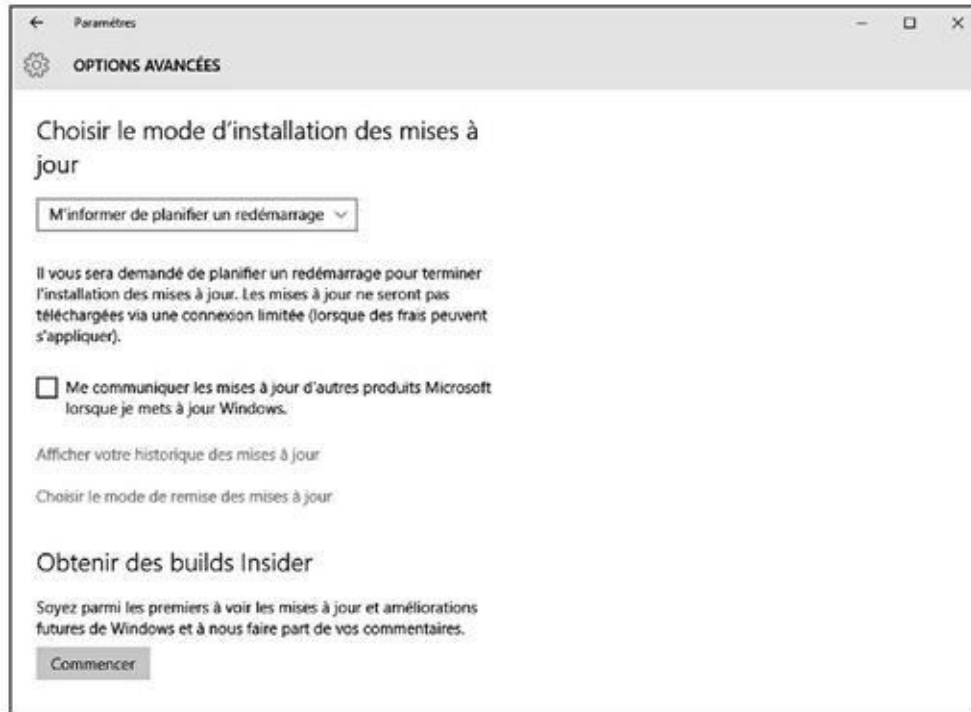 Paramètres
OPTIONS AVANCÉES
Choisir le mode d'installation des mises à
jour
M'informer de planifier un redémarrage
Il vous sera demandé de planifier un redémarrage pour terminer
l'installation des mises à jour. Les mises à jour ne seront pas
téléchargées via une connexion limitée (lorsque des frais peuvent
s'appliquer).
Me communiquer les mises à jour d'autres produits Microsoft
lorsque je mets à jour Windows.
Afficher votre historique des mises à jour
Choisir le mode de remise des mises à jour
Obtenir des builds Insider
Soyez parmi les premiers à voir les mises à jour et améliorations
futures de Windows et à nous faire part de vos commentaires.
Commencer